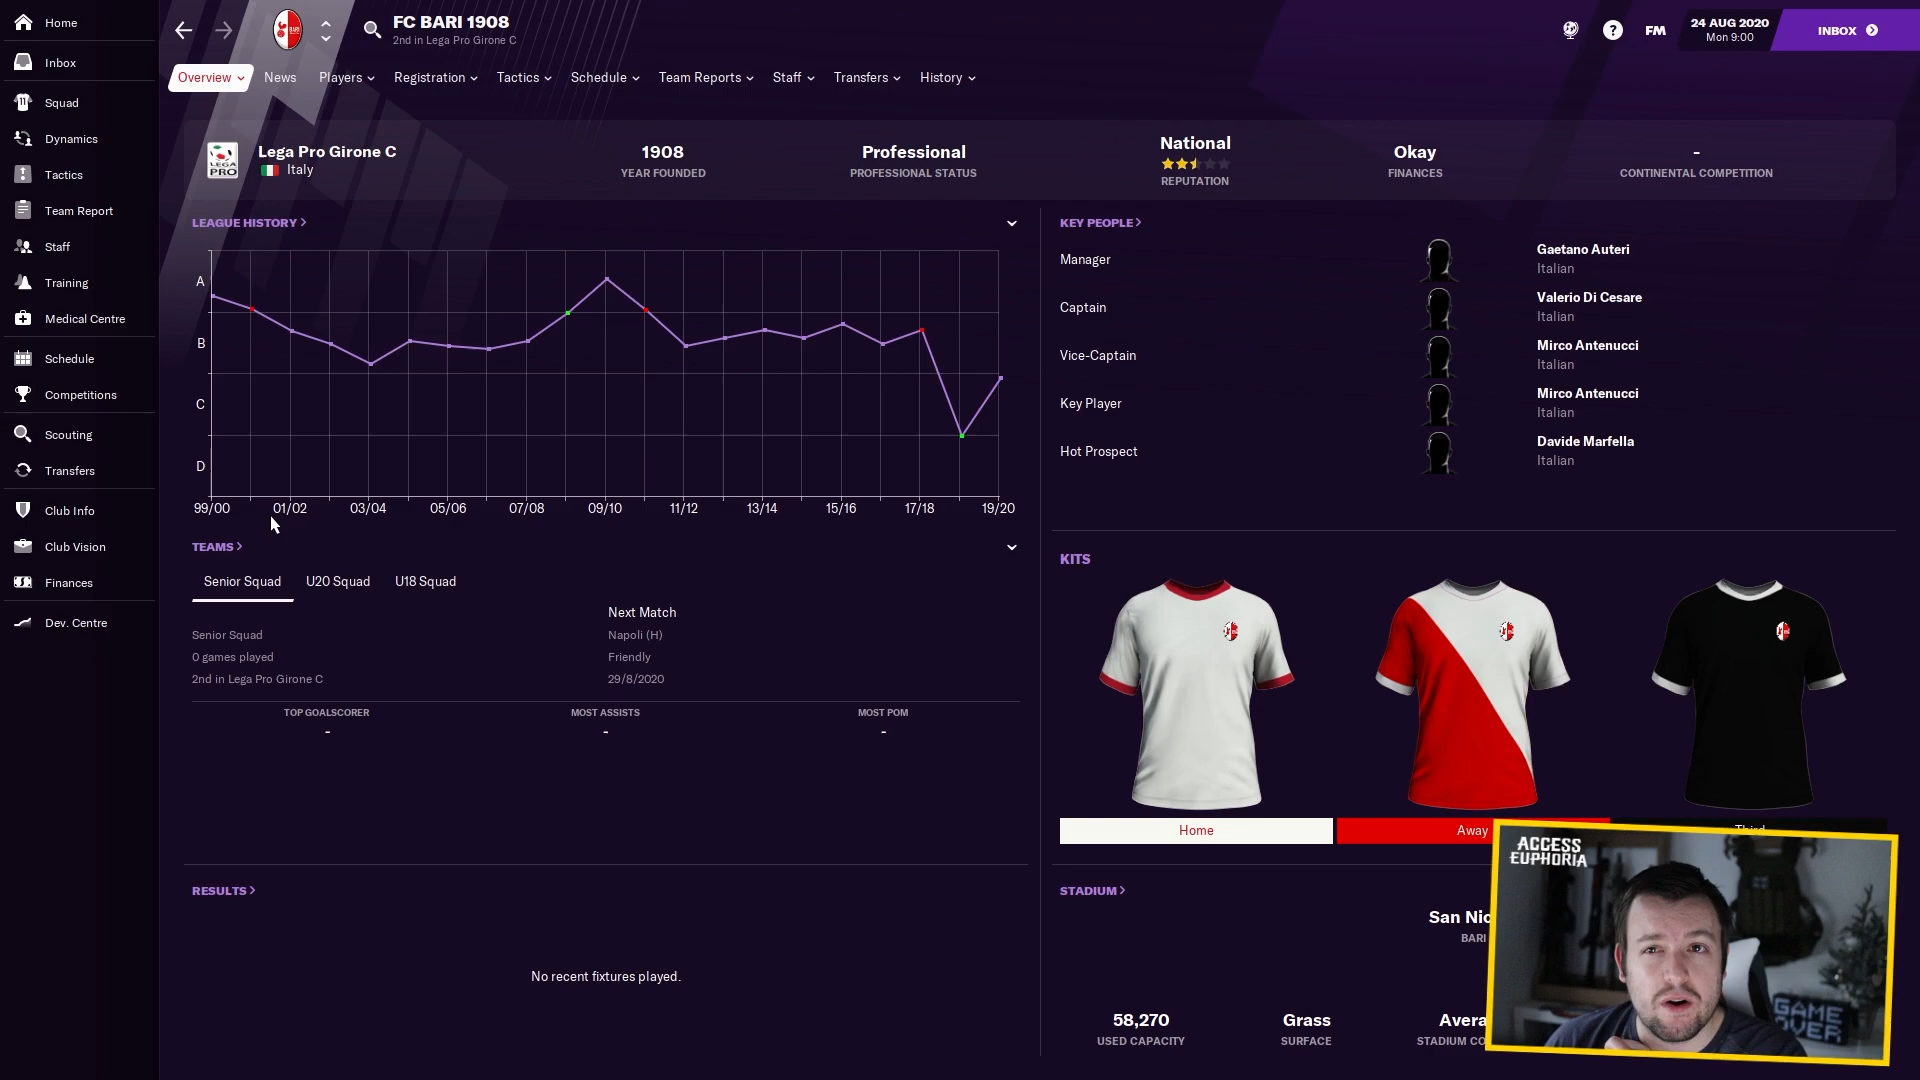 Home
Inbox
Squad
Dynamics
Tactics
Team Report
Staff
Training
Medical Centre
Schedule
Competitions
Scouting
Transfers
Club Info
Club Vision
Finances
Dev. Centre
FC BARI 1908
2nd in Lega Pro Girone C
FM
24 AUG 2020
Mon 9:00
INBOX
Overview
News
Players
Registration
Tactics
Schedule
Team Reports
Staff
Transfers
History
LEGA
PRO
Lega Pro Girone C
Italy
1908
YEAR FOUNDED
Professional
PROFESSIONAL STATUS
National
REPUTATION
Okay
FINANCES
-
CONTINENTAL COMPETITION
LEAGUE HISTORY
A
B
C
D
99/00 01/02 03/04 05/06 07/08 09/10 11/12 13/14 15/16 17/18 19/20
TEAMS
Senior Squad U20 Squad U18 Squad
Senior Squad
0 games played
2nd in Lega Pro Girone C
Next Match
Napoli (H)
Friendly
29/8/2020
TOP GOALSCORER
-
MOST ASSISTS
-
MOST POM
-
RESULTS
No recent fixtures played.
KEY PEOPLE
Manager
Gaetano Auteri
Italian
Captain
Valerio Di Cesare
Italian
Vice-Captain
Mirco Antenucci
Italian
Key Player
Mirco Antenucci
Italian
Hot Prospect
Davide Marfella
Italian
KITS
Home
Away
Third
STADIUM
San Nic
BARI
58,270
USED CAPACITY
Grass
SURFACE
Avera
STADIUM CO
ACCESS
EUPHORIA
GAME
OVER